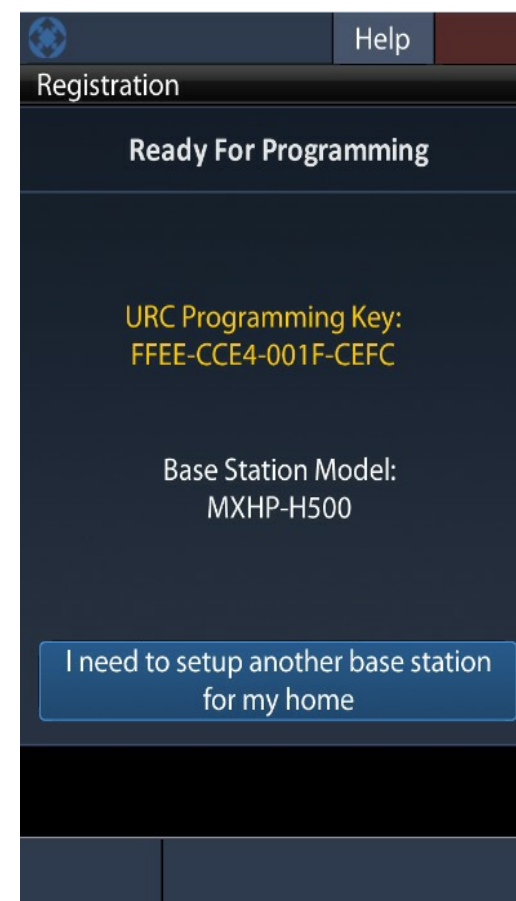 Help
Registration
Ready For Programming
URC Programming Key:
FFEE-CCE4-001F-CEFC
Base Station Model:
MXHP-H500
I need to setup another base station
for my home